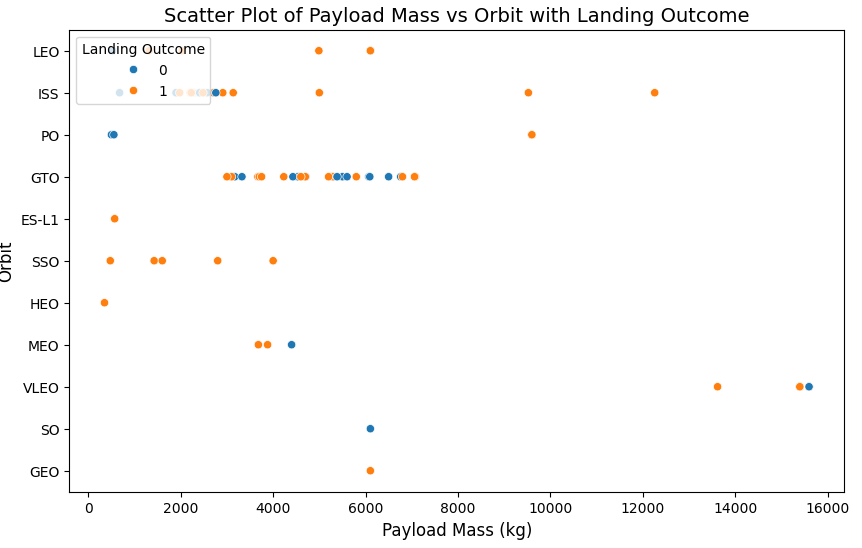 Scatter Plot of Payload Mass vs Orbit with Landing Outcome
Landing Outcome
0
1
LEO
ISS
PO
GTO
ES-L1
SSO
HEO
MEO
VLEO
SO
GEO
Orbit
0 2000 4000 6000 8000 10000 12000 14000 16000
Payload Mass (kg)